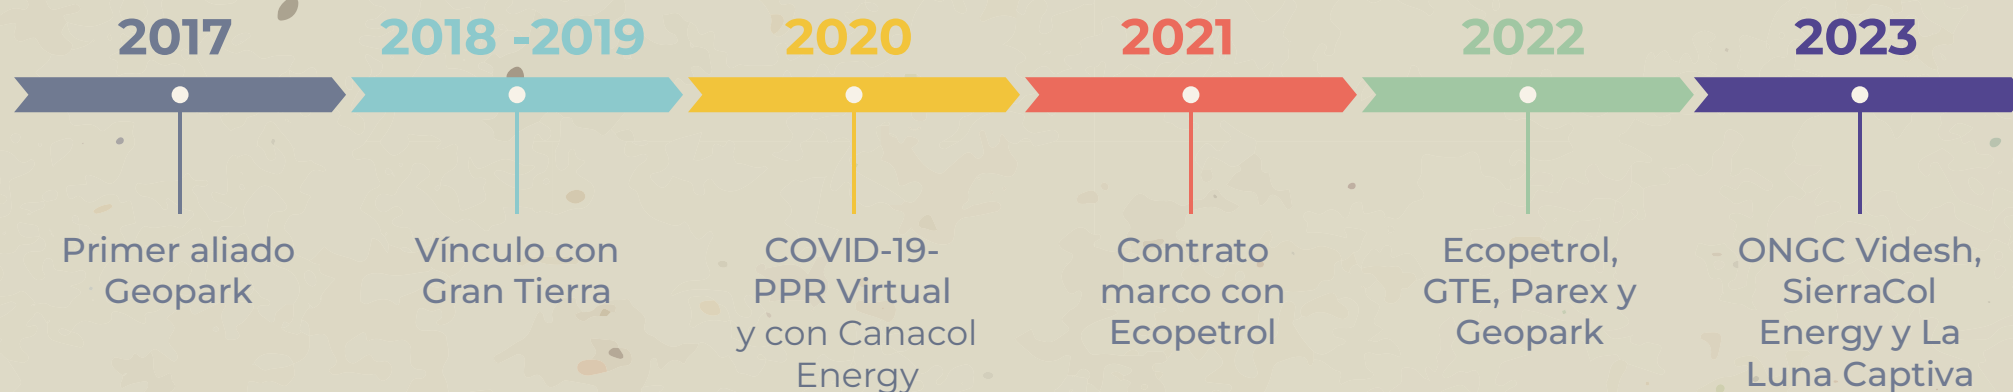 2017
Primer aliado
Geopark
2018 -2019
Vínculo con
Gran Tierra
2020
COVID-19-
PPR Virtual
y con Canacol
Energy
2021
Contrato
marco con
Ecopetrol
2022
Ecopetrol,
GTE, Parex y
Geopark
2023
ONGC Videsh,
SierraCol
Energy y La
Luna Captiva